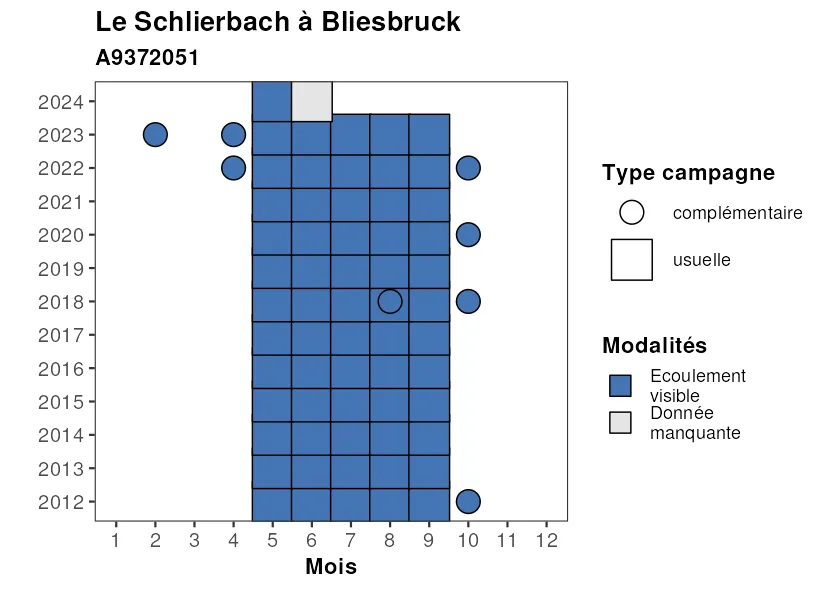 Le Schlierbach à Bliesbruck
A9372051
2024
2023
2022
2021
2020
2019
2018
2017
2016
2015
2014
2013
2012
1 2 3 4 5 6 7 8 9 10 11 12
Mois
Type campagne
complémentaire
usuelle
Modalités
Ecoulement
visible
Donnée
manquante